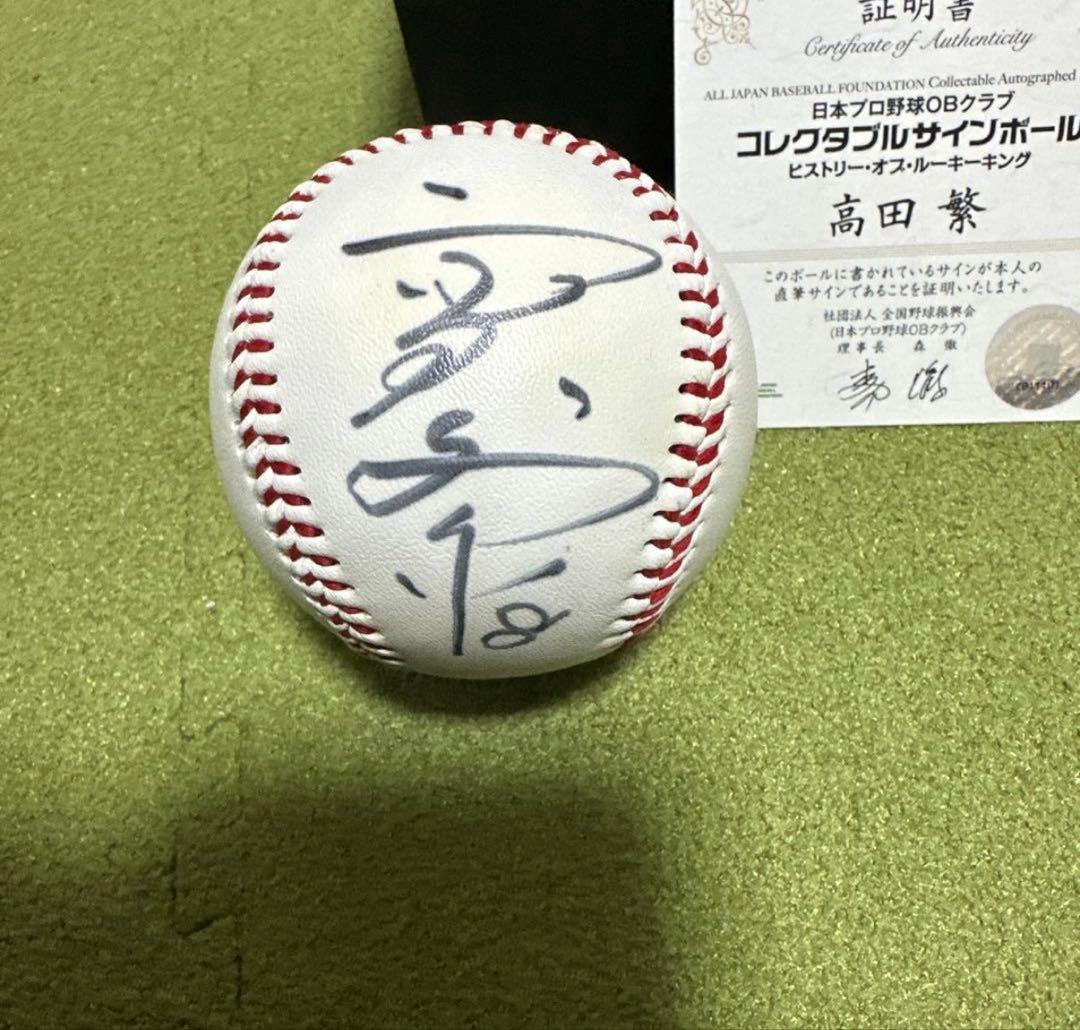 証明書
Certificate of Authenticity
ALL JAPAN BASEBALL FOUNDATION Collectable Autographed
日本プロ野球OBクラブ
コレクタブルサインボール
ヒストリー・オブ・ルーキーキング
高田 繁
このボールに書かれているサインが本人の
直筆サインであることを証明いたします。
社団法人 全国野球振興会
(日本プロ野球OBクラブ)
理事長 森 徹
高田繁
8